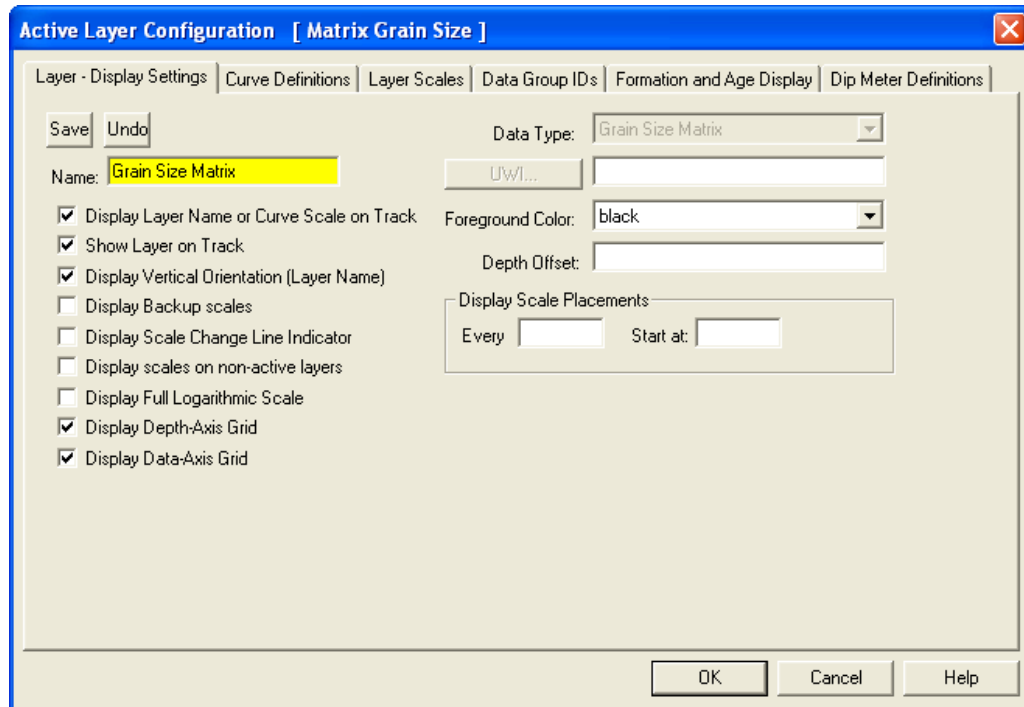 Active Layer Configuration [ Matrix Grain Size ]
Layer - Display Settings Curve Definitions Layer Scales Data Group IDs Formation and Age Display Dip Meter Definitions
Save Undo
Name: Grain Size Matrix
Display Layer Name or Curve Scale on Track
Show Layer on Track
Display Vertical Orientation (Layer Name)
Display Backup scales
Display Scale Change Line Indicator
Display scales on non-active layers
Display Full Logarithmic Scale
Display Depth-Axis Grid
Display Data-Axis Grid
Data Type: Grain Size Matrix
UWI...
Foreground Color: black
Depth Offset:
Display Scale Placements
Every Start at:
OK Cancel Help